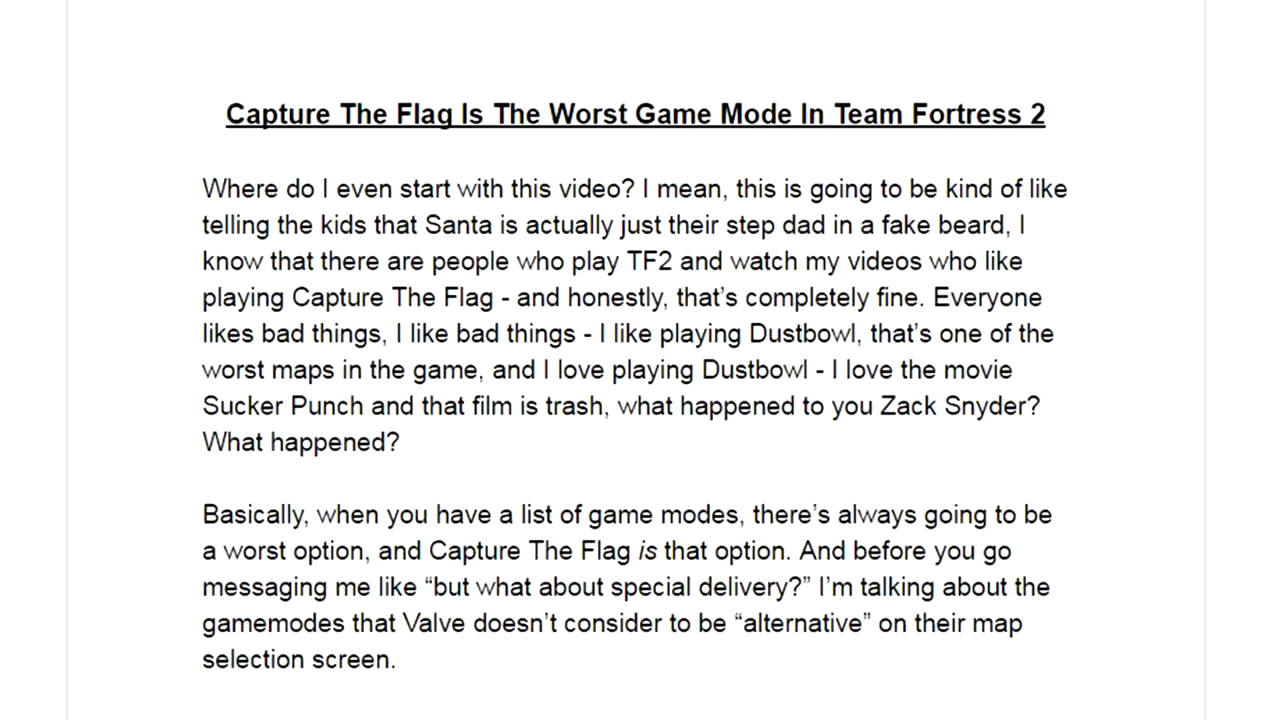 Capture The Flag Is The Worst Game Mode In Team Fortress 2
Where do I even start with this video? I mean, this is going to be kind of like
telling the kids that Santa is actually just their step dad in a fake beard, I
know that there are people who play TF2 and watch my videos who like
playing Capture The Flag - and honestly, that’s completely fine. Everyone
likes bad things, I like bad things - I like playing Dustbowl, that’s one of the
worst maps in the game, and I love playing Dustbowl - I love the movie
Sucker Punch and that film is trash, what happened to you Zack Snyder?
What happened?
Basically, when you have a list of game modes, there’s always going to be
a worst option, and Capture The Flag is that option. And before you go
messaging me like “but what about special delivery?” I’m talking about the
gamemodes that Valve doesn’t consider to be “alternative” on their map
selection screen.